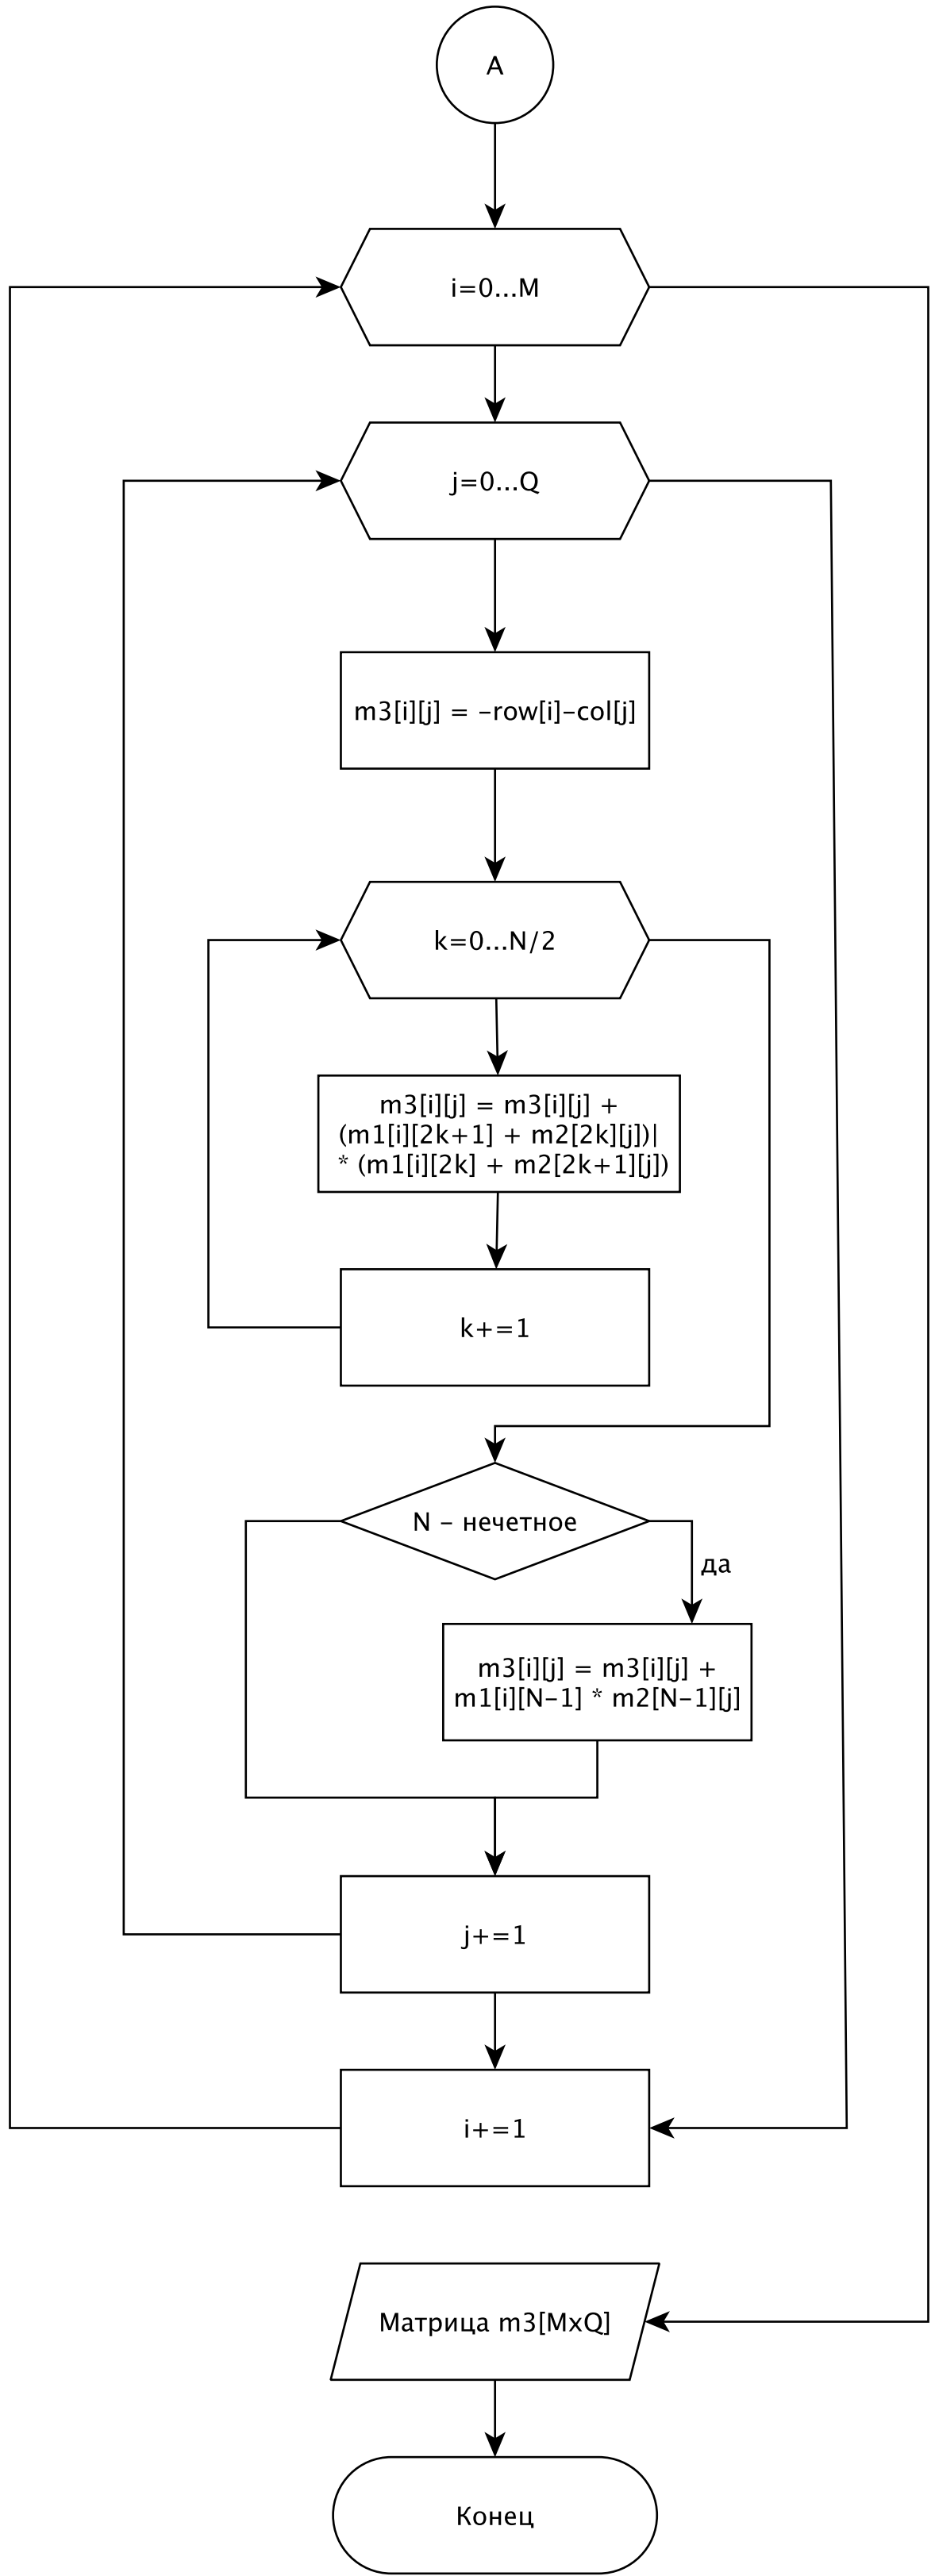 A
i=0...M
j=0...Q
m3[i][j] = -row[i]-col[j]
k=0...N/2
m3[i][j] = m3[i][j] +
(m1[i][2k+1] + m2[2k][j])|
* (m1[i][2k] + m2[2k+1][j])
k+=1
N - нечетное
да
m3[i][j] = m3[i][j] +
m1[i][N-1] * m2[N-1][j]
j+=1
i+=1
Матрица m3[MxQ]
Конец